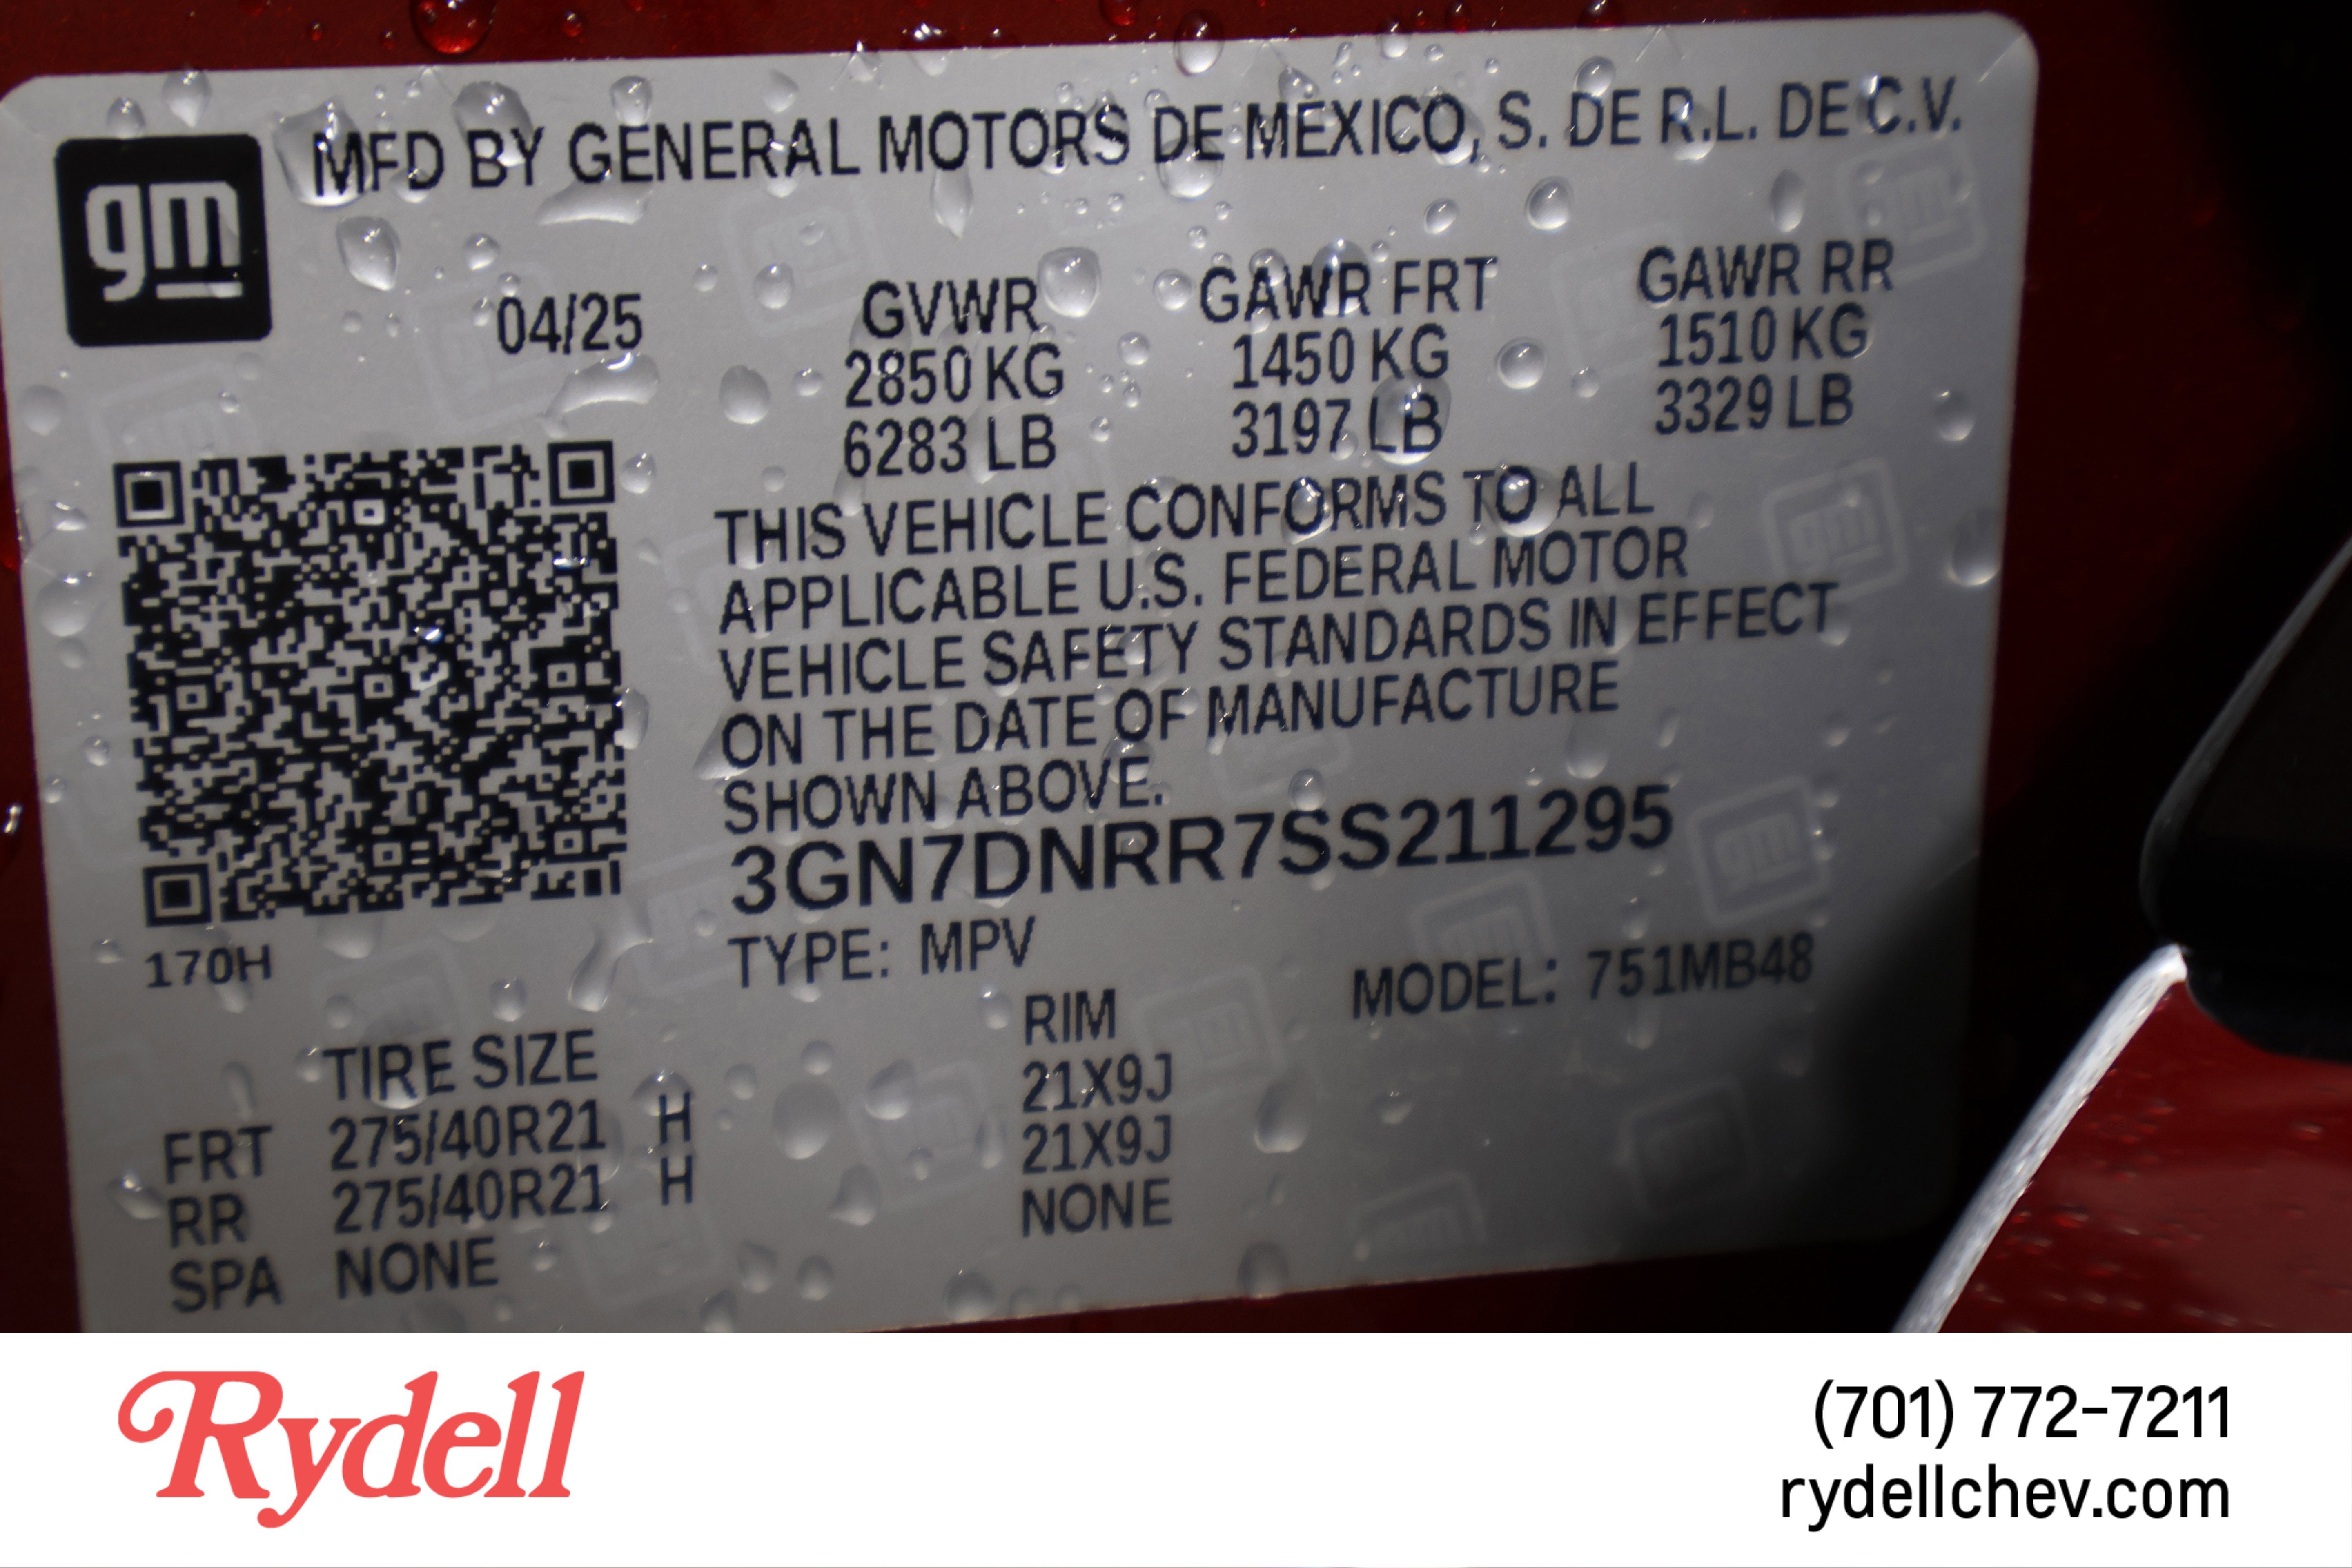 gm
MFD BY GENERAL MOTORS DE MEXICO, S. DE R.L. DE C.V.
04/25
GVWR GAWR FRT GAWR RR
2850 KG 1450 KG 1510 KG
6283 LB 3197 LB 3329 LB
THIS VEHICLE CONFORMS TO ALL
APPLICABLE U.S. FEDERAL MOTOR
VEHICLE SAFETY STANDARDS IN EFFECT
ON THE DATE OF MANUFACTURE
SHOWN ABOVE.
3GN7DNRR7SS211295
170H
TYPE: MPV MODEL: 751MB48
TIRE SIZE RIM
FRT 275/40R21 H 21X9J
RR 275/40R21 H 21X9J
SPA NONE NONE
Rydell
(701) 772-7211
rydellchev.com